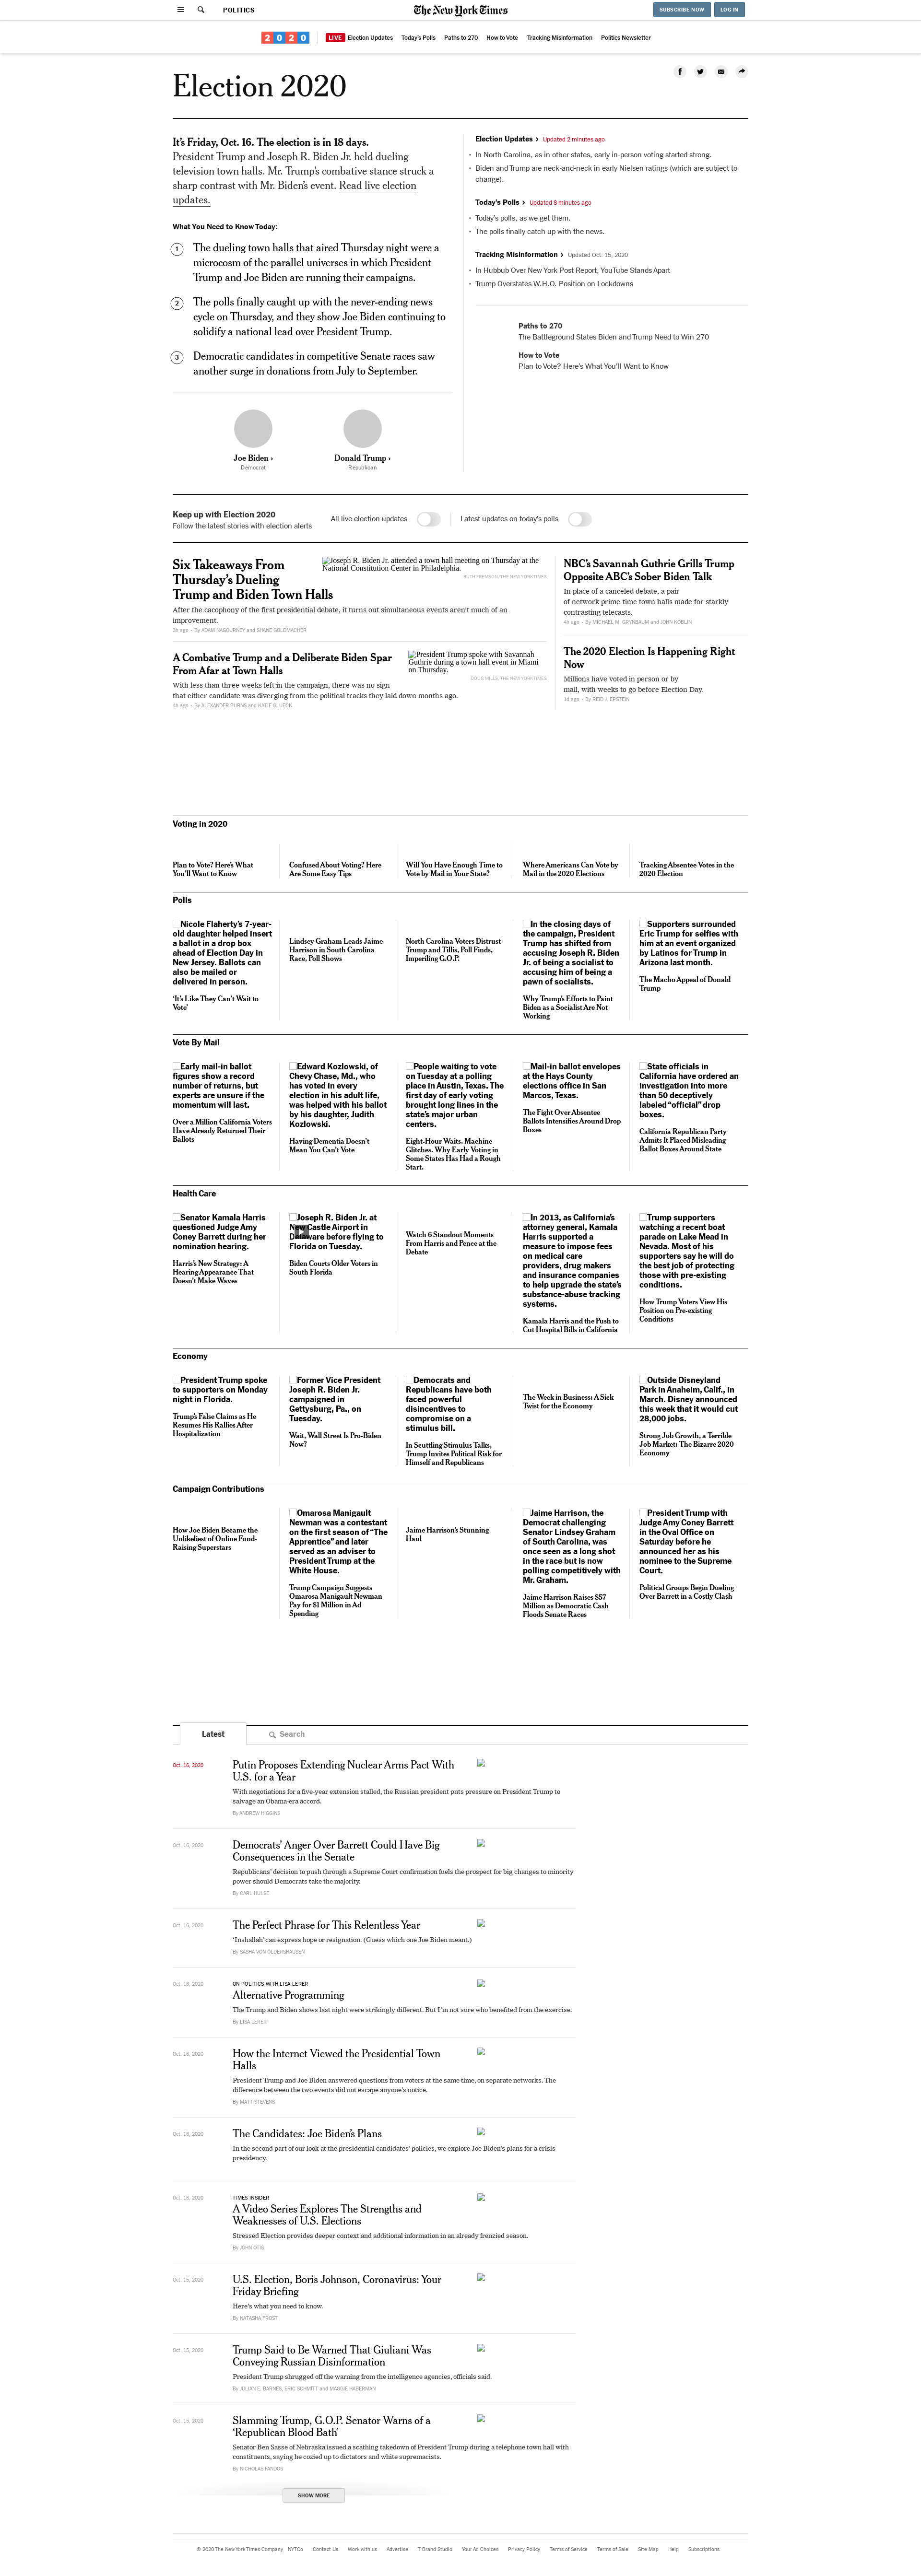 POLITICS
The New York Times
SUBSCRIBE NOW
LOG IN
2020
LIVE
Election Updates
Today's Polls
Paths to 270
How to Vote
Tracking Misinformation
Politics Newsletter
Election 2020
It's Friday, Oct. 16. The election is in 18 days.
President Trump and Joseph R. Biden Jr. held dueling
television town halls. Mr. Trump's combative stance struck a
sharp contrast with Mr. Biden's event. Read live election
updates.
What You Need to Know Today:
1
The dueling town halls that aired Thursday night were a
microcosm of the parallel universes in which President
Trump and Joe Biden are running their campaigns.
2
The polls finally caught up with the never-ending news
cycle on Thursday, and they show Joe Biden continuing to
solidify a national lead over President Trump.
3
Democratic candidates in competitive Senate races saw
another surge in donations from July to September.
Joe Biden ›
Democrat
Donald Trump ›
Republican
Election Updates › Updated 2 minutes ago
• In North Carolina, as in other states, early in-person voting started strong.
• Biden and Trump are neck-and-neck in early Nielsen ratings (which are subject to
change).
Today's Polls › Updated 8 minutes ago
• Today's polls, as we get them.
• The polls finally catch up with the news.
Tracking Misinformation › Updated Oct. 15, 2020
• In Hubbub Over New York Post Report, YouTube Stands Apart
• Trump Overstates W.H.O. Position on Lockdowns
Paths to 270
The Battleground States Biden and Trump Need to Win 270
How to Vote
Plan to Vote? Here's What You'll Want to Know
Keep up with Election 2020
Follow the latest stories with election alerts
All live election updates
Latest updates on today's polls
Six Takeaways From
Thursday's Dueling
Trump and Biden Town Halls
Joseph R. Biden Jr. attended a town hall meeting on Thursday at the
National Constitution Center in Philadelphia.
RUTH FREMSON/THE NEW YORK TIMES
After the cacophony of the first presidential debate, it turns out simultaneous events aren't much of an
improvement.
3h ago – By ADAM NAGOURNEY and SHANE GOLDMACHER
A Combative Trump and a Deliberate Biden Spar
From Afar at Town Halls
President Trump spoke with Savannah
Guthrie during a town hall event in Miami
on Thursday.
DOUG MILLS/THE NEW YORK TIMES
With less than three weeks left in the campaign, there was no sign
that either candidate was diverging from the political tracks they laid down months ago.
4h ago – By ALEXANDER BURNS and KATIE GLUECK
NBC's Savannah Guthrie Grills Trump
Opposite ABC's Sober Biden Talk
In place of a canceled debate, a pair
of network prime-time town halls made for starkly
contrasting telecasts.
4h ago – By MICHAEL M. GRYNBAUM and JOHN KOBLIN
The 2020 Election Is Happening Right
Now
Millions have voted in person or by
mail, with weeks to go before Election Day.
1d ago – By REID J. EPSTEIN
Voting in 2020
Plan to Vote? Here's What
You'll Want to Know
Confused About Voting? Here
Are Some Easy Tips
Will You Have Enough Time to
Vote by Mail in Your State?
Where Americans Can Vote by
Mail in the 2020 Elections
Tracking Absentee Votes in the
2020 Election
Polls
Nicole Flaherty's 7-year-
old daughter helped insert
a ballot in a drop box
ahead of Election Day in
New Jersey. Ballots can
also be mailed or
delivered in person.
'It's Like They Can't Wait to
Vote'
Lindsey Graham Leads Jaime
Harrison in South Carolina
Race, Poll Shows
North Carolina Voters Distrust
Trump and Tillis, Poll Finds,
Imperiling G.O.P.
In the closing days of
the campaign, President
Trump has shifted from
accusing Joseph R. Biden
Jr. of being a socialist to
accusing him of being a
pawn of socialists.
Why Trump's Efforts to Paint
Biden as a Socialist Are Not
Working
Supporters surrounded
Eric Trump for selfies with
him at an event organized
by Latinos for Trump in
Arizona last month.
The Macho Appeal of Donald
Trump
Vote By Mail
Early mail-in ballot
figures show a record
number of returns, but
experts are unsure if the
momentum will last.
Over a Million California Voters
Have Already Returned Their
Ballots
Edward Kozlowski, of
Chevy Chase, Md., who
has voted in every
election in his adult life,
was helped with his ballot
by his daughter, Judith
Kozlowski.
Having Dementia Doesn't
Mean You Can't Vote
People waiting to vote
on Tuesday at a polling
place in Austin, Texas. The
first day of early voting
brought long lines in the
state's major urban
centers.
Eight-Hour Waits. Machine
Glitches. Why Early Voting in
Some States Has Had a Rough
Start.
Mail-in ballot envelopes
at the Hays County
elections office in San
Marcos, Texas.
The Fight Over Absentee
Ballots Intensifies Around Drop
Boxes
State officials in
California have ordered an
investigation into more
than 50 deceptively
labeled "official" drop
boxes.
California Republican Party
Admits It Placed Misleading
Ballot Boxes Around State
Health Care
Senator Kamala Harris
questioned Judge Amy
Coney Barrett during her
nomination hearing.
Harris's New Strategy: A
Hearing Appearance That
Doesn't Make Waves
Joseph R. Biden Jr. at
New Castle Airport in
Delaware before flying to
Florida on Tuesday.
Biden Courts Older Voters in
South Florida
Watch 6 Standout Moments
From Harris and Pence at the
Debate
In 2013, as California's
attorney general, Kamala
Harris supported a
measure to impose fees
on medical care
providers, drug makers
and insurance companies
to help upgrade the state's
substance-abuse tracking
systems.
Kamala Harris and the Push to
Cut Hospital Bills in California
Trump supporters
watching a recent boat
parade on Lake Mead in
Nevada. Most of his
supporters say he will do
the best job of protecting
those with pre-existing
conditions.
How Trump Voters View His
Position on Pre-existing
Conditions
Economy
President Trump spoke
to supporters on Monday
night in Florida.
Trump's False Claims as He
Resumes His Rallies After
Hospitalization
Former Vice President
Joseph R. Biden Jr.
campaigned in
Gettysburg, Pa., on
Tuesday.
Wait, Wall Street Is Pro-Biden
Now?
Democrats and
Republicans have both
faced powerful
disincentives to
compromise on a
stimulus bill.
In Scuttling Stimulus Talks,
Trump Invites Political Risk for
Himself and Republicans
The Week in Business: A Sick
Twist for the Economy
Outside Disneyland
Park in Anaheim, Calif., in
March. Disney announced
this week that it would cut
28,000 jobs.
Strong Job Growth, a Terrible
Job Market: The Bizarre 2020
Economy
Campaign Contributions
How Joe Biden Became the
Unlikeliest of Online Fund-
Raising Superstars
Omarosa Manigault
Newman was a contestant
on the first season of "The
Apprentice" and later
served as an adviser to
President Trump at the
White House.
Trump Campaign Suggests
Omarosa Manigault Newman
Pay for $1 Million in Ad
Spending
Jaime Harrison's Stunning
Haul
Jaime Harrison, the
Democrat challenging
Senator Lindsey Graham
of South Carolina, was
once seen as a long shot
in the race but is now
polling competitively with
Mr. Graham.
Jaime Harrison Raises $57
Million as Democratic Cash
Floods Senate Races
President Trump with
Judge Amy Coney Barrett
in the Oval Office on
Saturday before he
announced her as his
nominee to the Supreme
Court.
Political Groups Begin Dueling
Over Barrett in a Costly Clash
Latest
Search
Oct. 16, 2020
Putin Proposes Extending Nuclear Arms Pact With
U.S. for a Year
With negotiations for a five-year extension stalled, the Russian president puts pressure on President Trump to
salvage an Obama-era accord.
By ANDREW HIGGINS
Oct. 16, 2020
Democrats' Anger Over Barrett Could Have Big
Consequences in the Senate
Republicans' decision to push through a Supreme Court confirmation fuels the prospect for big changes to minority
power should Democrats take the majority.
By CARL HULSE
Oct. 16, 2020
The Perfect Phrase for This Relentless Year
'Inshallah' can express hope or resignation. (Guess which one Joe Biden meant.)
By SASHA VON OLDERSHAUSEN
Oct. 16, 2020
ON POLITICS WITH LISA LERER
Alternative Programming
The Trump and Biden shows last night were strikingly different. But I'm not sure who benefited from the exercise.
By LISA LERER
Oct. 16, 2020
How the Internet Viewed the Presidential Town
Halls
President Trump and Joe Biden answered questions from voters at the same time, on separate networks. The
difference between the two events did not escape anyone's notice.
By MATT STEVENS
Oct. 16, 2020
The Candidates: Joe Biden's Plans
In the second part of our look at the presidential candidates' policies, we explore Joe Biden's plans for a crisis
presidency.
Oct. 16, 2020
TIMES INSIDER
A Video Series Explores The Strengths and
Weaknesses of U.S. Elections
Stressed Election provides deeper context and additional information in an already frenzied season.
By JOHN OTIS
Oct. 15, 2020
U.S. Election, Boris Johnson, Coronavirus: Your
Friday Briefing
Here's what you need to know.
By NATASHA FROST
Oct. 15, 2020
Trump Said to Be Warned That Giuliani Was
Conveying Russian Disinformation
President Trump shrugged off the warning from the intelligence agencies, officials said.
By JULIAN E. BARNES, ERIC SCHMITT and MAGGIE HABERMAN
Oct. 15, 2020
Slamming Trump, G.O.P. Senator Warns of a
'Republican Blood Bath'
Senator Ben Sasse of Nebraska issued a scathing takedown of President Trump during a telephone town hall with
constituents, saying he cozied up to dictators and white supremacists.
By NICHOLAS FANDOS
SHOW MORE
© 2020 The New York Times Company
NYTCo
Contact Us
Work with us
Advertise
T Brand Studio
Your Ad Choices
Privacy Policy
Terms of Service
Terms of Sale
Site Map
Help
Subscriptions